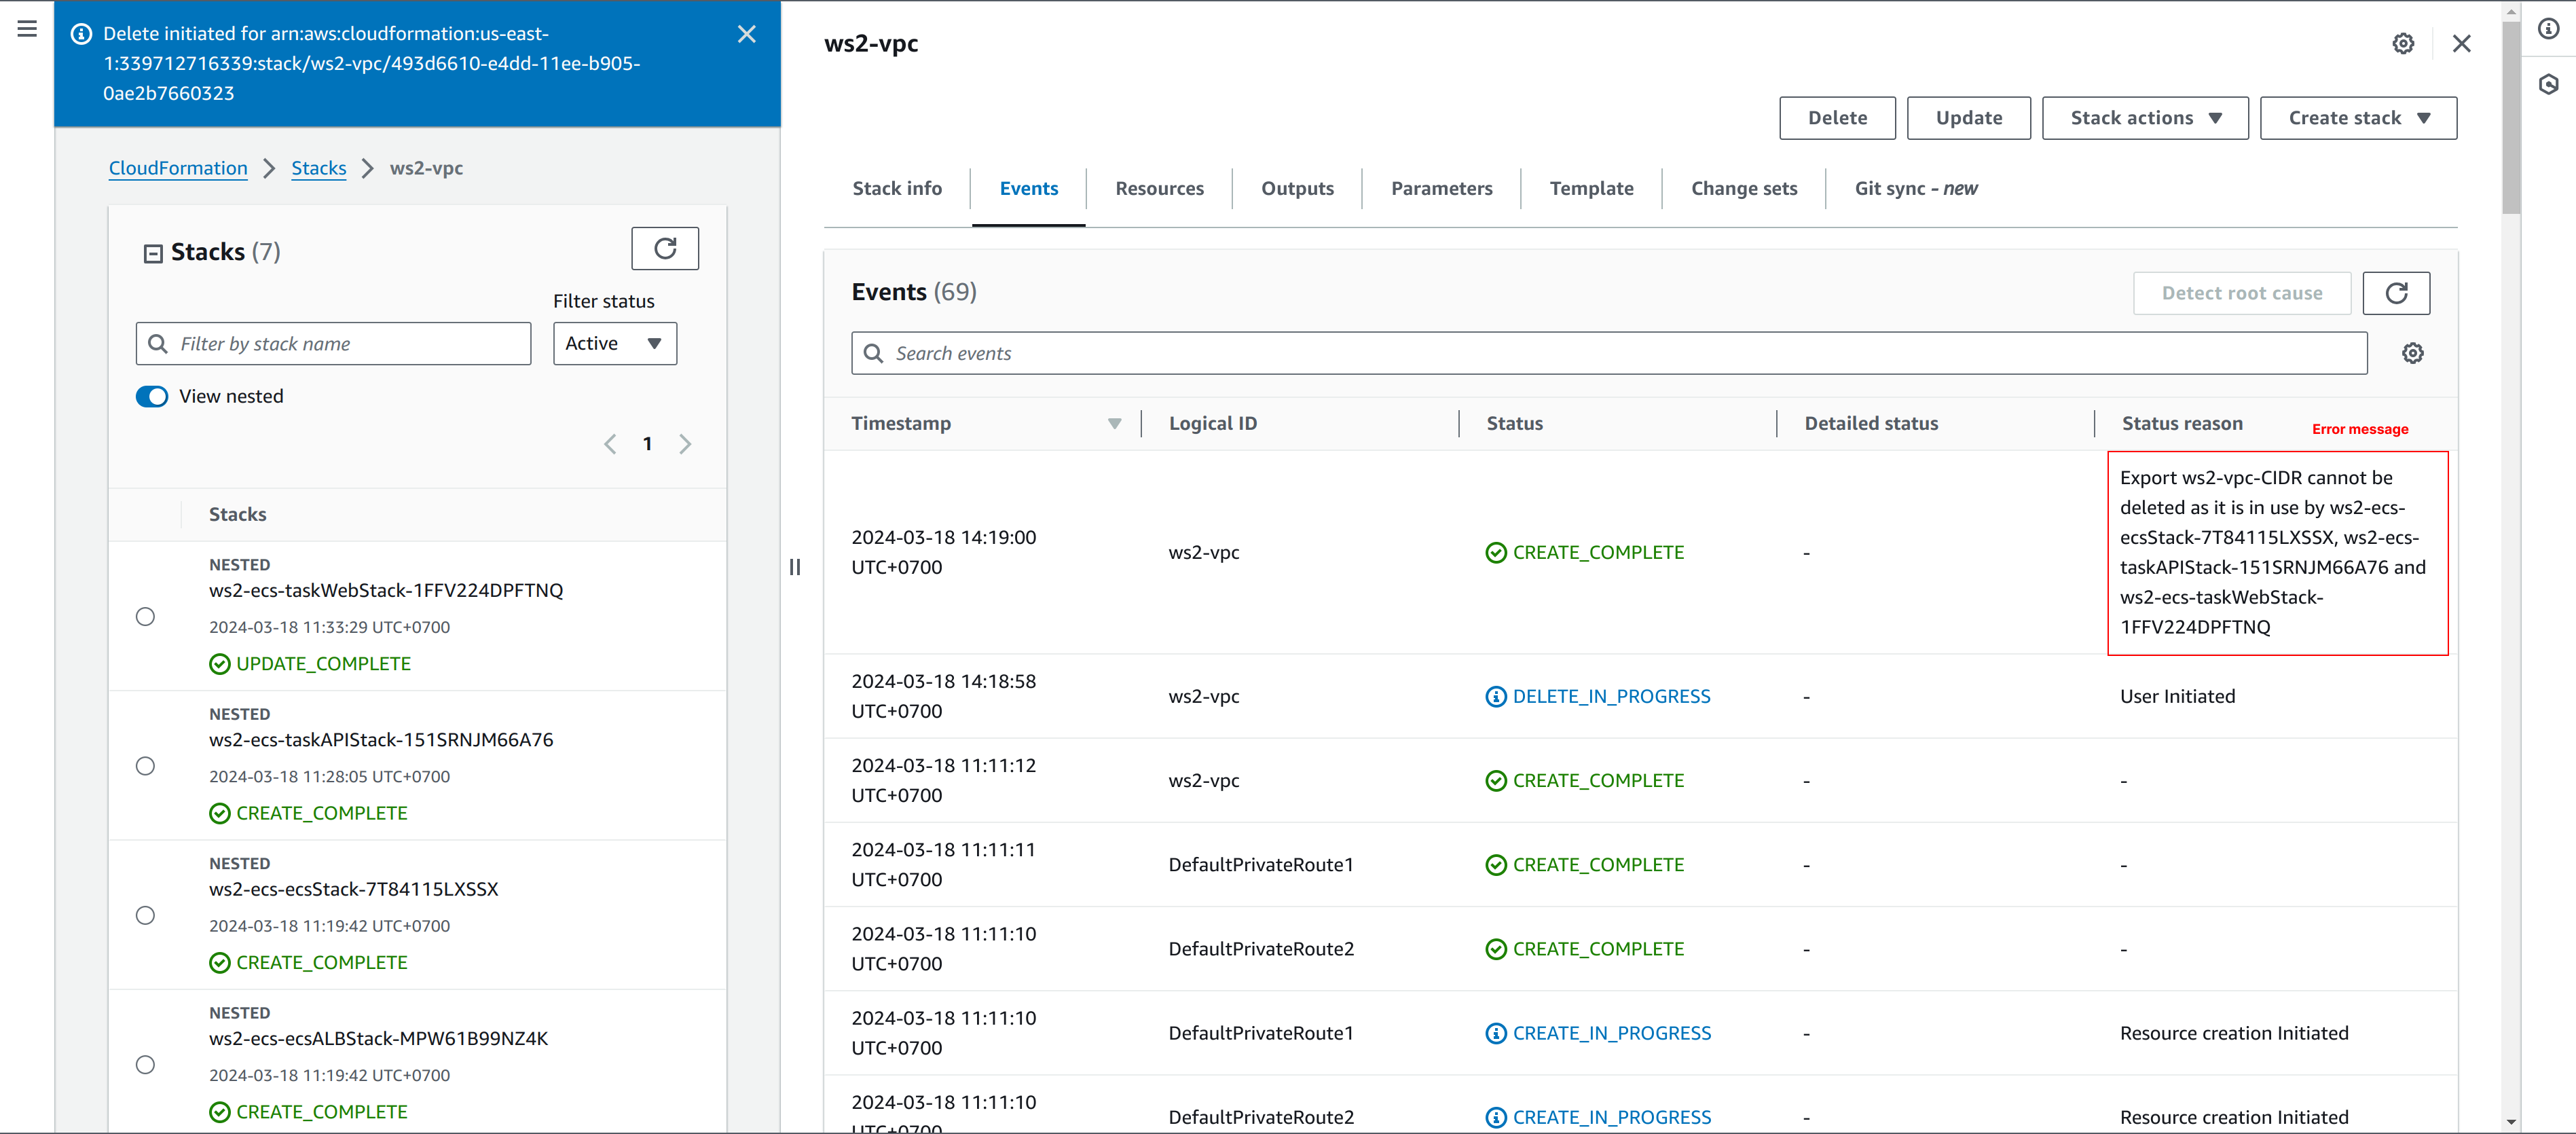 Delete initiated for arn:aws:cloudformation:us-east-
1:339712716339:stack/ws2-vpc/493d6610-e4dd-11ee-b905-
0ae2b7660323
CloudFormation
Stacks
ws2-vpc
Stacks (7)
Filter status
Filter by stack name
Active
View nested
1
Stacks
NESTED
ws2-ecs-taskWebStack-1FFV224DPFTNQ
2024-03-18 11:33:29 UTC+0700
UPDATE_COMPLETE
NESTED
ws2-ecs-taskAPIStack-151SRNJM66A76
2024-03-18 11:28:05 UTC+0700
CREATE_COMPLETE
NESTED
ws2-ecs-ecsStack-7T84115LXSSX
2024-03-18 11:19:42 UTC+0700
CREATE_COMPLETE
NESTED
ws2-ecs-ecsALBStack-MPW61B99NZ4K
2024-03-18 11:19:42 UTC+0700
CREATE_COMPLETE
ws2-vpc
Delete
Update
Stack actions
Create stack
Stack info
Events
Resources
Outputs
Parameters
Template
Change sets
Git sync - new
Events (69)
Detect root cause
Search events
Timestamp
Logical ID
Status
Detailed status
Status reason
Error message
2024-03-18 14:19:00
UTC+0700
ws2-vpc
CREATE_COMPLETE
-
Export ws2-vpc-CIDR cannot be
deleted as it is in use by ws2-ecs-
ecsStack-7T84115LXSSX, ws2-ecs-
taskAPIStack-151SRNJM66A76 and
ws2-ecs-taskWebStack-
1FFV224DPFTNQ
2024-03-18 14:18:58
UTC+0700
ws2-vpc
DELETE_IN_PROGRESS
-
User Initiated
2024-03-18 11:11:12
UTC+0700
ws2-vpc
CREATE_COMPLETE
-
-
2024-03-18 11:11:11
UTC+0700
DefaultPrivateRoute1
CREATE_COMPLETE
-
-
2024-03-18 11:11:10
UTC+0700
DefaultPrivateRoute2
CREATE_COMPLETE
-
-
2024-03-18 11:11:10
UTC+0700
DefaultPrivateRoute1
CREATE_IN_PROGRESS
-
Resource creation Initiated
2024-03-18 11:11:10
UTC+0700
DefaultPrivateRoute2
CREATE_IN_PROGRESS
-
Resource creation Initiated